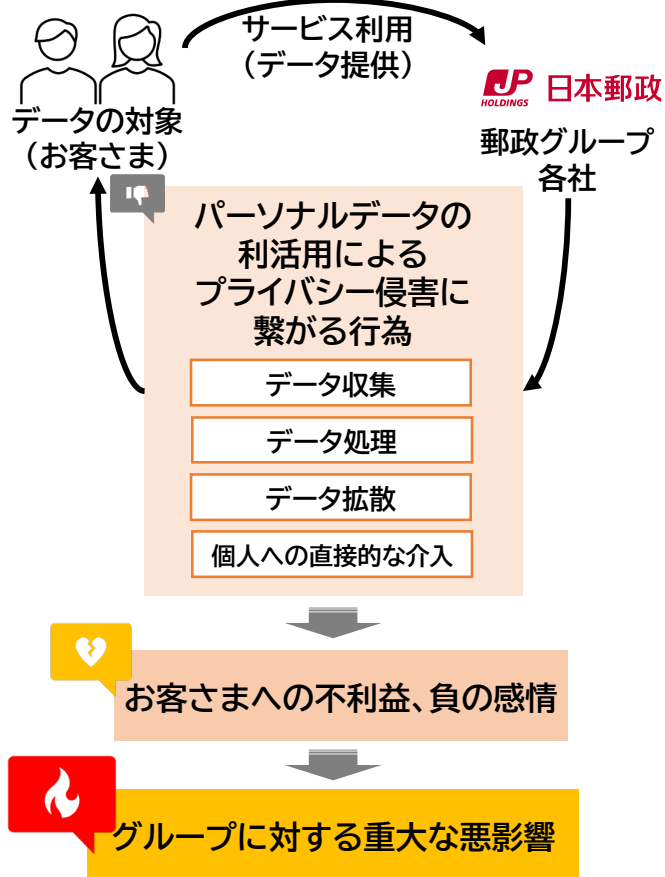 サービス利用
（データ提供）
データの対象
（お客さま）
JP
HOLDINGS
日本郵政
郵政グループ
各社
パーソナルデータの
利活用による
プライバシー侵害に
繋がる行為
データ収集
データ処理
データ拡散
個人への直接的な介入
お客さまへの不利益、負の感情
グループに対する重大な悪影響